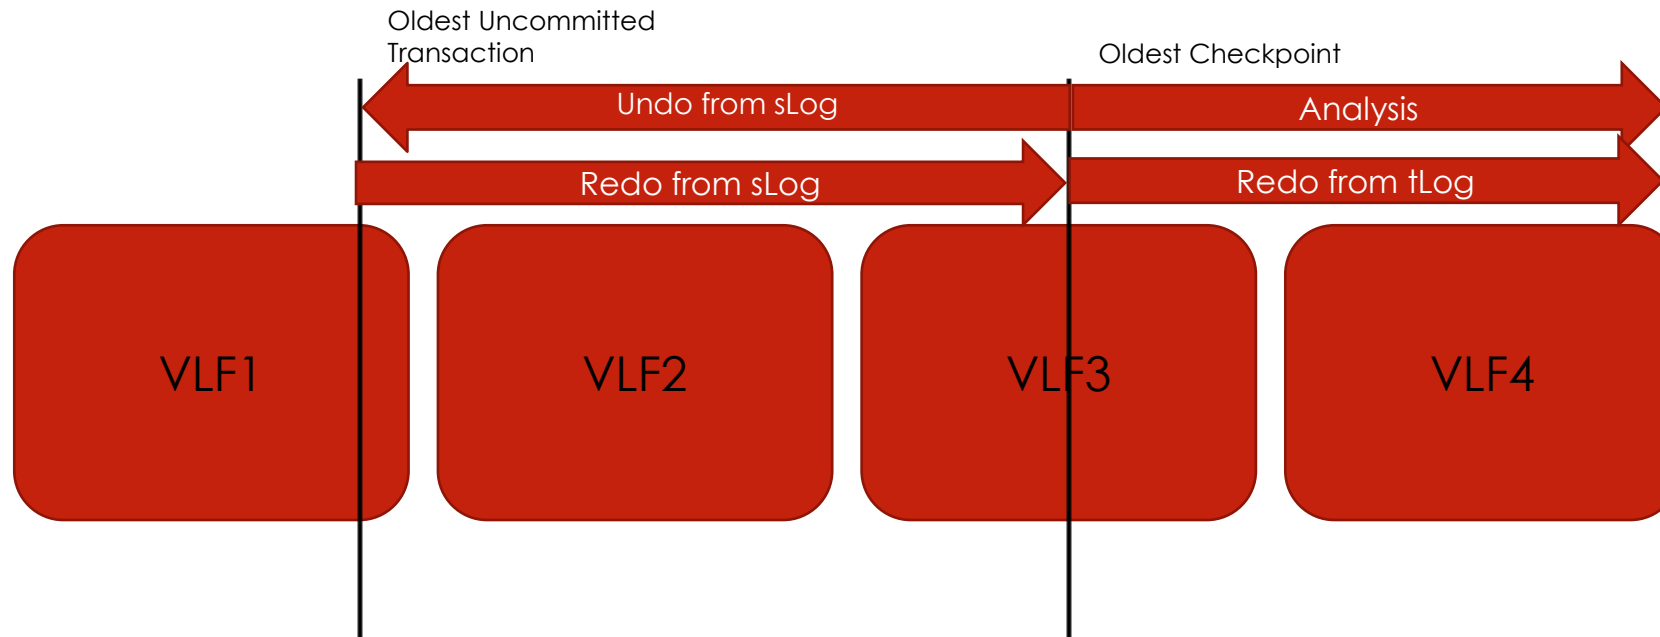 Oldest Uncommitted
Transaction
Oldest Checkpoint
Undo from sLog
Analysis
Redo from sLog
Redo from tLog
VLF1
VLF2
VLF3
VLF4